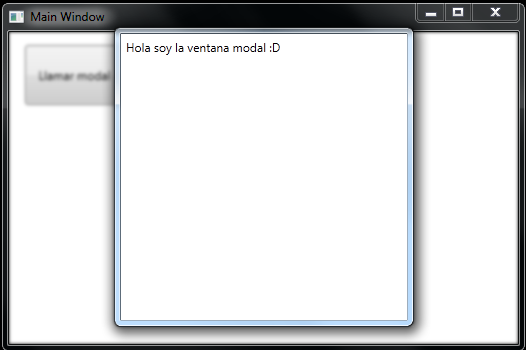 Main Window
Hola soy la ventana modal :D
Llamar modal